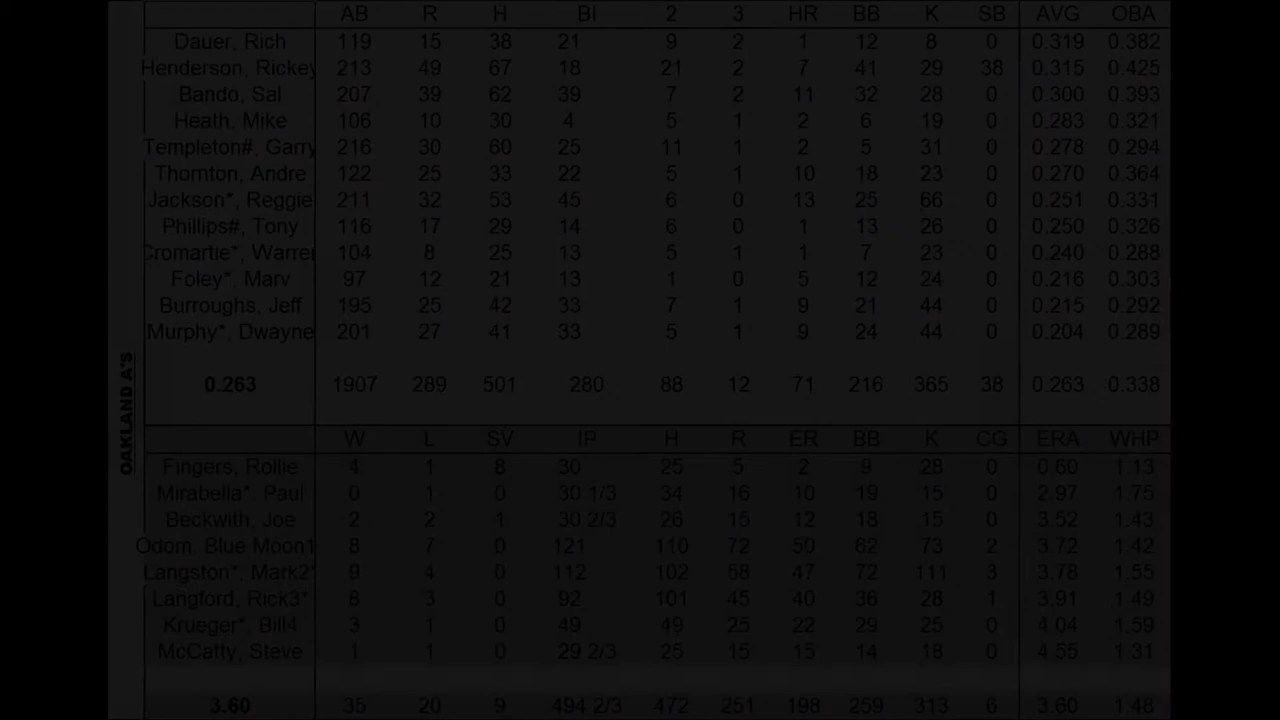 AB R H BI 2 3 HR BB K SB AVG OBA
Dauer, Rich 119 15 38 21 9 2 1 12 8 0 0.319 0.382
Henderson, Rickey 213 49 67 18 21 2 7 41 29 38 0.315 0.425
Bando, Sal 207 39 62 39 7 2 11 32 28 0 0.300 0.393
Heath, Mike 106 10 30 4 5 1 2 6 19 0 0.283 0.321
Templeton#, Garry 216 30 60 25 11 1 2 5 31 0 0.278 0.294
Thornton, Andre 122 25 33 22 5 1 10 18 23 0 0.270 0.364
Jackson*, Reggie 211 32 53 45 6 0 13 25 66 0 0.251 0.331
Phillips#, Tony 116 17 29 14 6 0 1 13 26 0 0.250 0.326
Cromartie*, Warren 104 8 25 13 5 1 1 7 23 0 0.240 0.288
Foley*, Marv 97 12 21 13 1 0 5 12 24 0 0.216 0.303
Burroughs, Jeff 195 25 42 33 7 1 9 21 44 0 0.215 0.292
Murphy*, Dwayne 201 27 41 33 5 1 9 24 44 0 0.204 0.289
0.263 1907 289 501 280 88 12 71 216 365 38 0.263 0.338
OAKLAND A'S
W L SV IP H R ER BB K CG ERA WHP
Fingers, Rollie 4 1 8 30 25 5 2 9 28 0 0.60 1.13
Mirabella*, Paul 0 1 0 30 1/3 34 16 10 19 15 0 2.97 1.75
Beckwith, Joe 2 2 1 30 2/3 26 15 12 18 15 0 3.52 1.43
Odom, Blue Moon1 8 7 0 121 110 72 50 62 73 2 3.72 1.42
Langston*, Mark2* 9 4 0 112 102 58 47 72 111 3 3.78 1.55
Langford, Rick3* 8 3 0 92 101 45 40 36 28 1 3.91 1.49
Krueger*, Bill4 3 1 0 49 49 25 22 29 25 0 4.04 1.59
McCatty, Steve 1 1 0 29 2/3 25 15 15 14 18 0 4.55 1.31
3.60 35 20 9 494 2/3 472 251 198 259 313 6 3.60 1.48